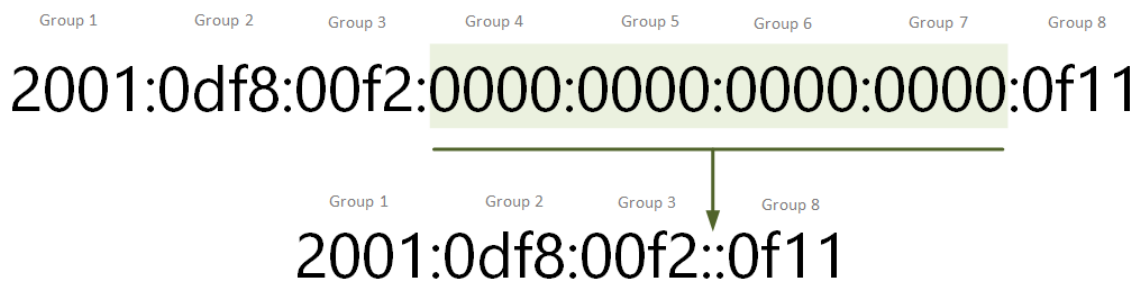 Group 1 Group 2 Group 3 Group 4 Group 5 Group 6 Group 7 Group 8
2001:0df8:00f2:0000:0000:0000:0000:0f11
Group 1 Group 2 Group 3 Group 8
2001:0df8:00f2::0f11